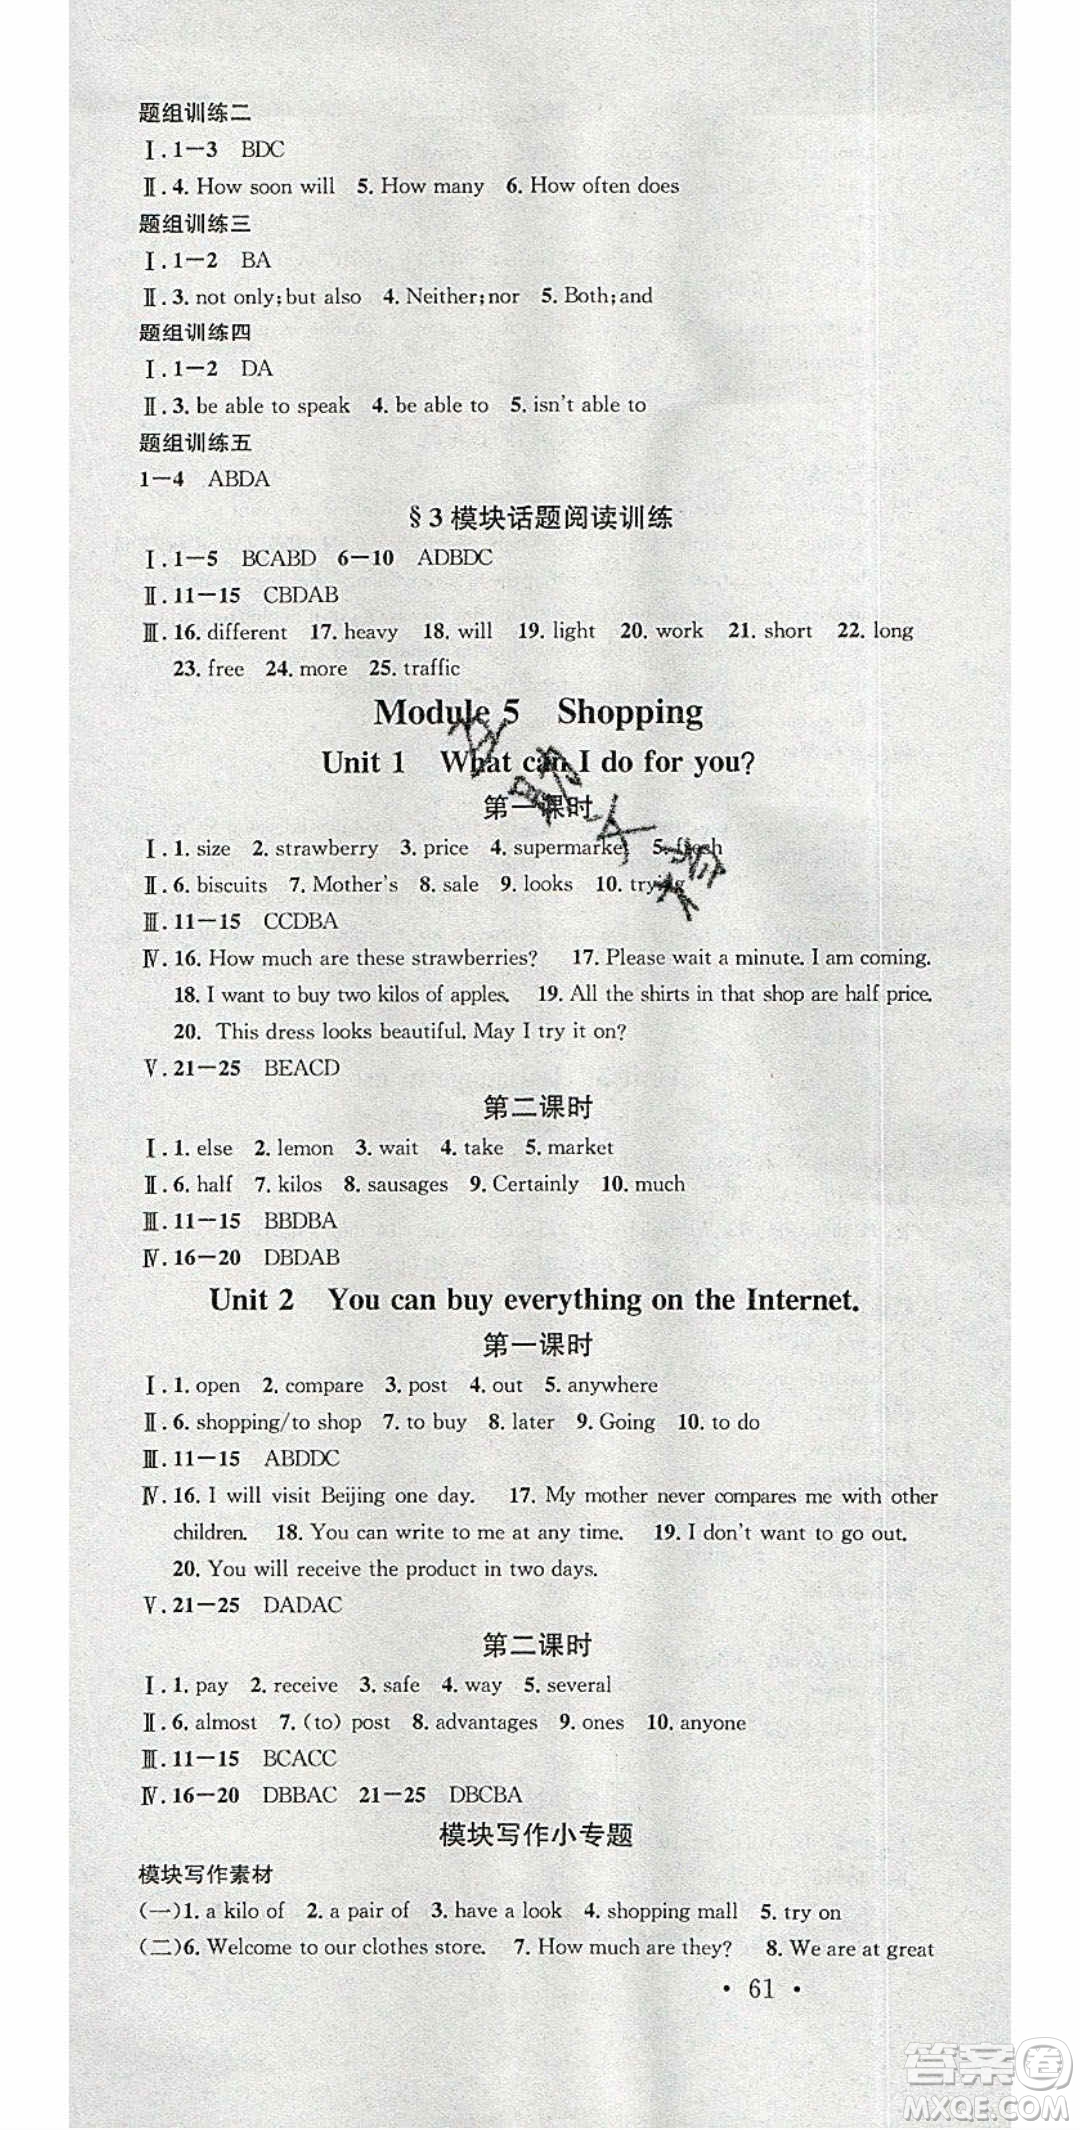 题组训练二
Ⅰ.1—3 BDC
Ⅱ.4. How soon will 5. How many 6. How often does
题组训练三
Ⅰ.1—2 BA
Ⅱ.3. not only;but also 4. Neither;nor 5. Both;and
题组训练四
Ⅰ.1—2 DA
Ⅱ.3. be able to speak 4. be able to 5. isn't able to
题组训练五
1—4 ABDA
§3模块话题阅读训练
Ⅰ.1—5 BCABD 6—10 ADBDC
Ⅱ.11—15 CBDAB
Ⅲ.16. different 17. heavy 18. will 19. light 20. work 21. short 22. long
23. free 24. more 25. traffic
Module 5 Shopping
Unit 1 What can I do for you?
第一课时
Ⅰ.1. size 2. strawberry 3. price 4. supermarket 5. fresh
Ⅱ.6. biscuits 7. Mother's 8. sale 9. looks 10. trying
Ⅲ.11—15 CCDBA
Ⅳ.16. How much are these strawberries? 17. Please wait a minute. I am coming.
18. I want to buy two kilos of apples. 19. All the shirts in that shop are half price.
20. This dress looks beautiful. May I try it on?
Ⅴ.21—25 BEACD
第二课时
Ⅰ.1. else 2. lemon 3. wait 4. take 5. market
Ⅱ.6. half 7. kilos 8. sausages 9. Certainly 10. much
Ⅲ.11—15 BBDBA
Ⅳ.16—20 DBDAB
Unit 2 You can buy everything on the Internet.
第一课时
Ⅰ.1. open 2. compare 3. post 4. out 5. anywhere
Ⅱ.6. shopping/to shop 7. to buy 8. later 9. Going 10. to do
Ⅲ.11—15 ABDDC
Ⅳ.16. I will visit Beijing one day. 17. My mother never compares me with other
children. 18. You can write to me at any time. 19. I don't want to go out.
20. You will receive the product in two days.
Ⅴ.21—25 DADAC
第二课时
Ⅰ.1. pay 2. receive 3. safe 4. way 5. several
Ⅱ.6. almost 7. (to) post 8. advantages 9. ones 10. anyone
Ⅲ.11—15 BCACC
Ⅳ.16—20 DBBAC 21—25 DBCBA
模块写作小专题
模块写作素材
(一)1. a kilo of 2. a pair of 3. have a look 4. shopping mall 5. try on
(二)6. Welcome to our clothes store. 7. How much are they? 8. We are at great
· 61 ·
答案圈
MXQE.COM